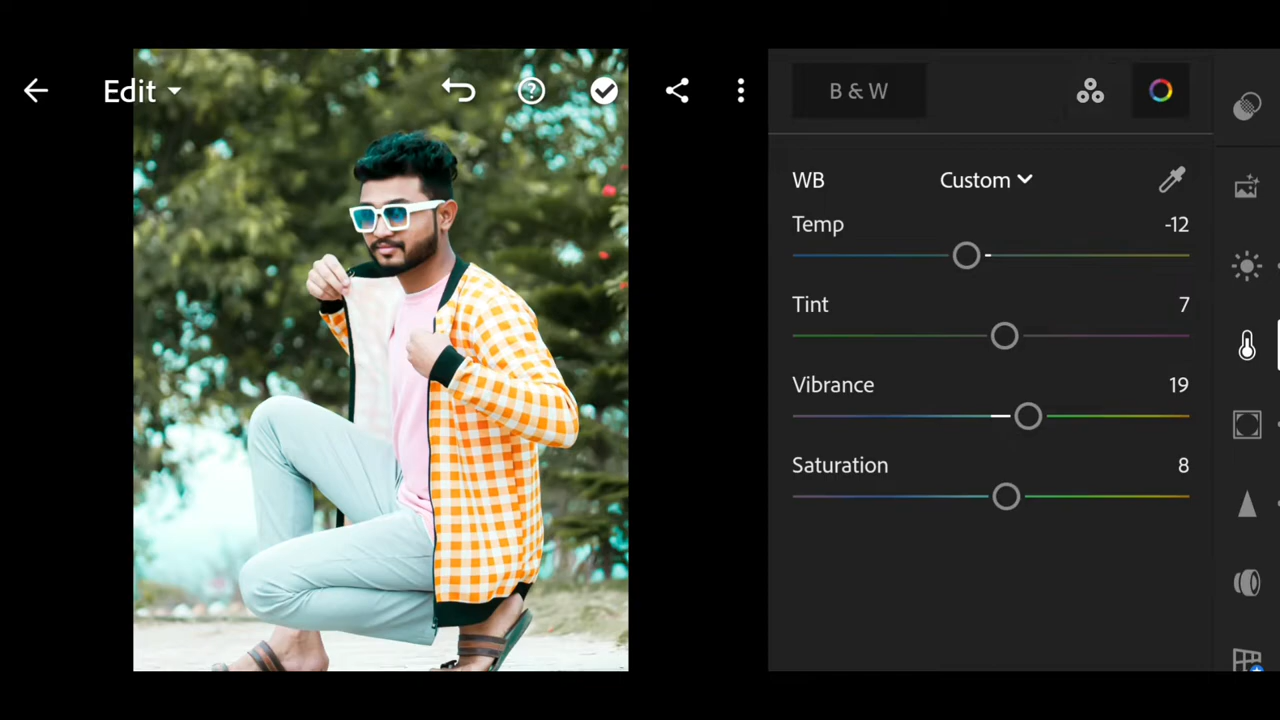 Edit
B & W
WB Custom
Temp -12
Tint 7
Vibrance 19
Saturation 8